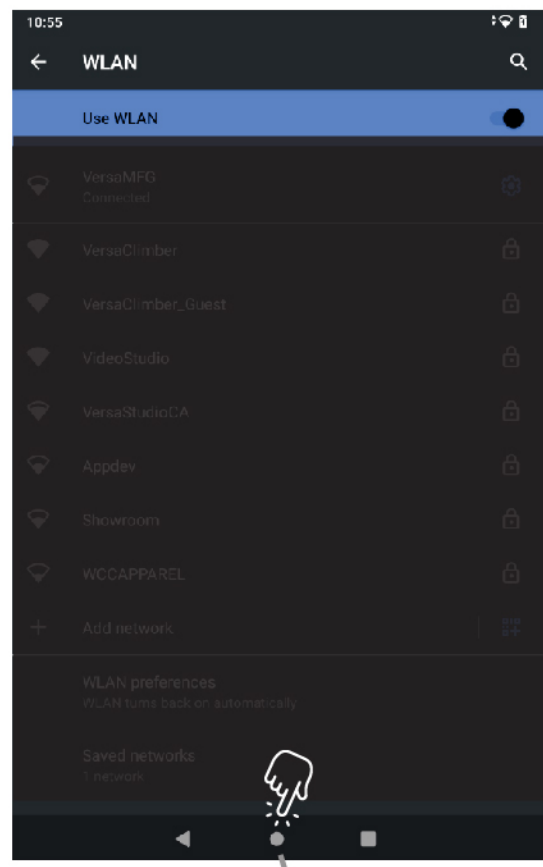 10:55
WLAN
Use WLAN
VersaMFG
Connected
VersaClimber
VersaClimber_Guest
VideoStudio
VersaStudioCA
Appdev
Showroom
WCCAPPAREL
Add network
WLAN preferences
WLAN turns back on automatically
Saved networks
1 network